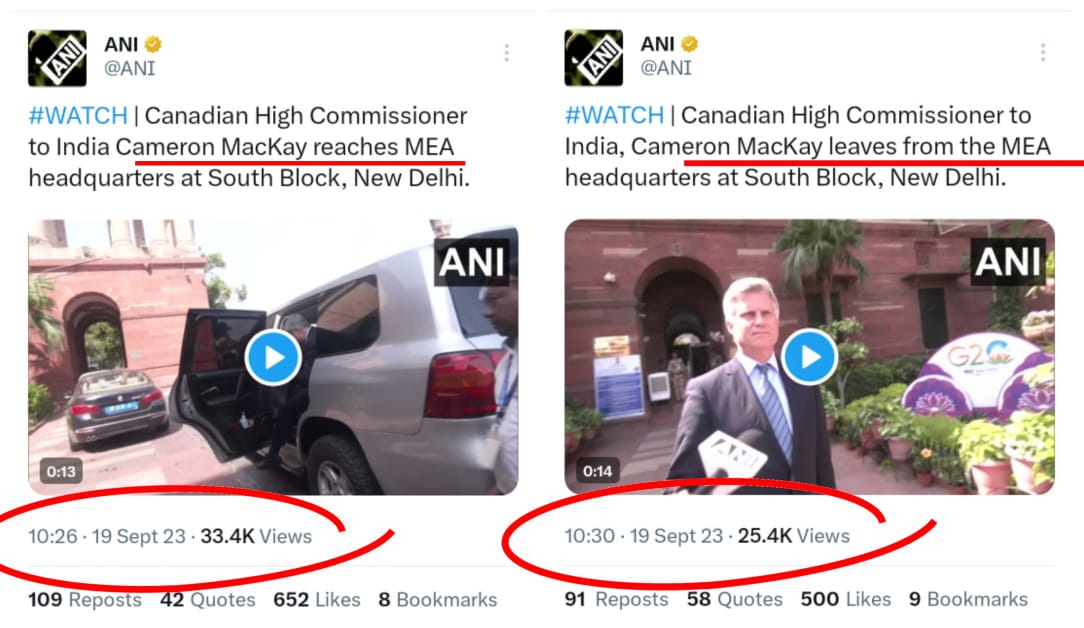 ANI
@ANI
#WATCH | Canadian High Commissioner
to India Cameron MacKay reaches MEA
headquarters at South Block, New Delhi.
ANI
0:13
10:26 · 19 Sept 23 · 33.4K Views
109 Reposts 42 Quotes 652 Likes 8 Bookmarks
ANI
@ANI
#WATCH | Canadian High Commissioner to
India, Cameron MacKay leaves from the MEA
headquarters at South Block, New Delhi.
ANI
G20
ANI
0:14
10:30 · 19 Sept 23 · 25.4K Views
91 Reposts 58 Quotes 500 Likes 9 Bookmarks